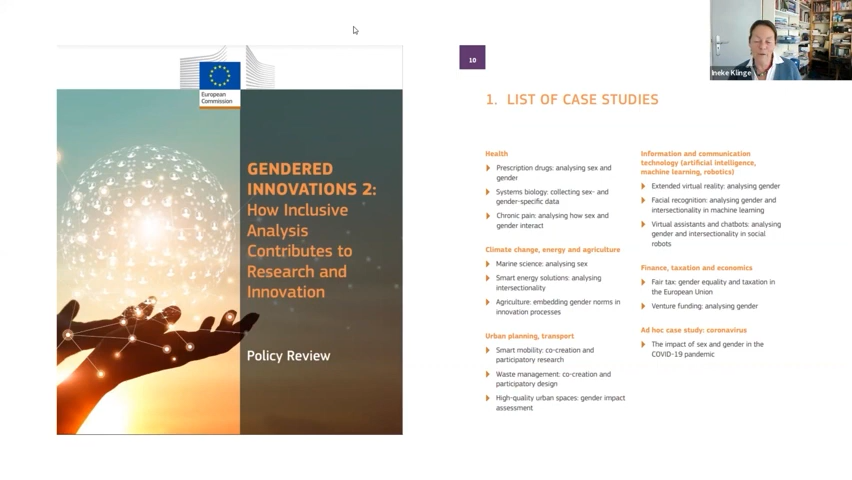 European
Commission
GENDERED
INNOVATIONS 2:
How Inclusive
Analysis
Contributes to
Research and
Innovation
Policy Review
10
1. LIST OF CASE STUDIES
Health
Prescription drugs: analysing sex and
gender
Systems biology: collecting sex- and
gender-specific data
Chronic pain: analysing how sex and
gender interact
Climate change, energy and agriculture
Marine science: analysing sex
Smart energy solutions: analysing
intersectionality
Agriculture: embedding gender norms in
innovation processes
Urban planning, transport
Smart mobility: co-creation and
participatory research
Waste management: co-creation and
participatory design
High-quality urban spaces: gender impact
assessment
Information and communication
technology (artificial intelligence,
machine learning, robotics)
Extended virtual reality: analysing gender
Facial recognition: analysing gender and
intersectionality in machine learning
Virtual assistants and chatbots: analysing
gender and intersectionality in social
robots
Finance, taxation and economics
Fair tax: gender equality and taxation in
the European Union
Venture funding: analysing gender
Ad hoc case study: coronavirus
The impact of sex and gender in the
COVID-19 pandemic
Ineke Klinge